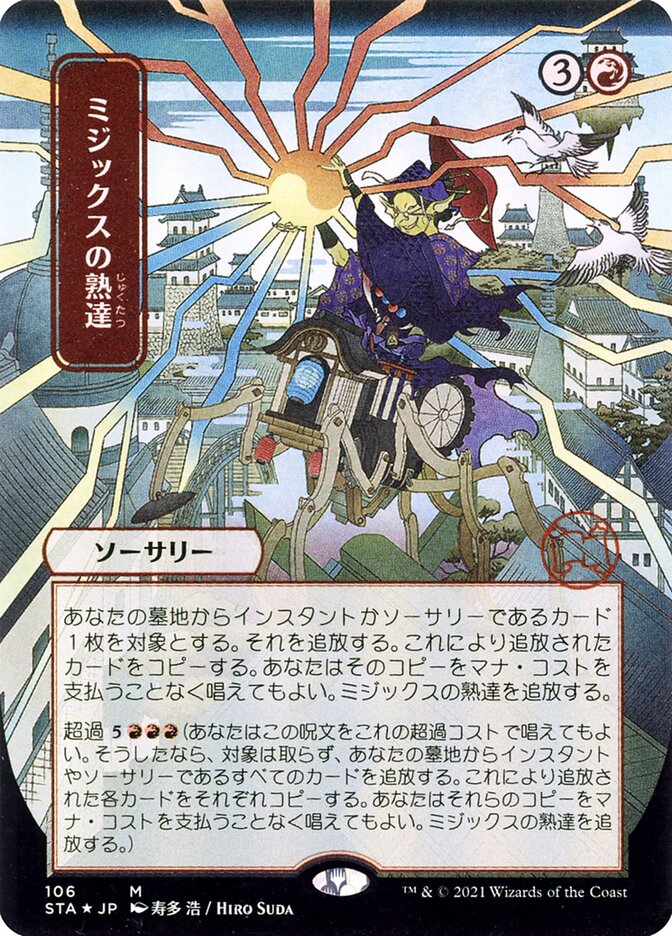 ミジックスの熟達
じゅくたつ
3
ソーサリー
あなたの墓地からインスタントかソーサリーであるカード
1枚を対象とする。それを追放する。これにより追放された
カードをコピーする。あなたはそのコピーをマナ・コストを
支払うことなく唱えてもよい。ミジックスの熟達を追放する。
超過 5(あなたはこの呪文をこれの超過コストで唱えてもよ
い。そうしたなら、対象は取らず、あなたの墓地からインスタント
やソーサリーであるすべてのカードを追放する。これにより追放さ
れた各カードをそれぞれコピーする。あなたはそれらのコピーをマ
ナ・コストを支払うことなく唱えてもよい。ミジックスの熟達を追
放する。)
106 M
STA ★ JP 寿多 浩 / HIRO SUDA
™ & © 2021 Wizards of the Coast